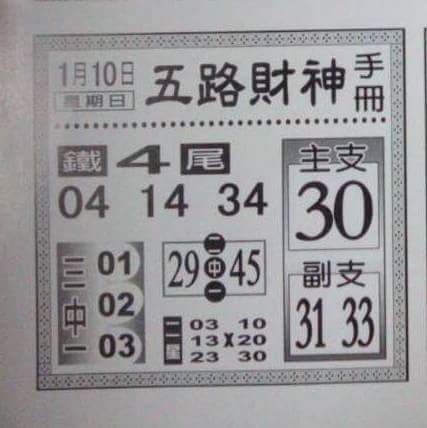 1月10日
星期日
五路財神
手冊
鐵4尾
04 14 34
主支
30
三中一
01
02
03
二中一
29 45
副支
31 33
二星
03 10
13x20
23 30